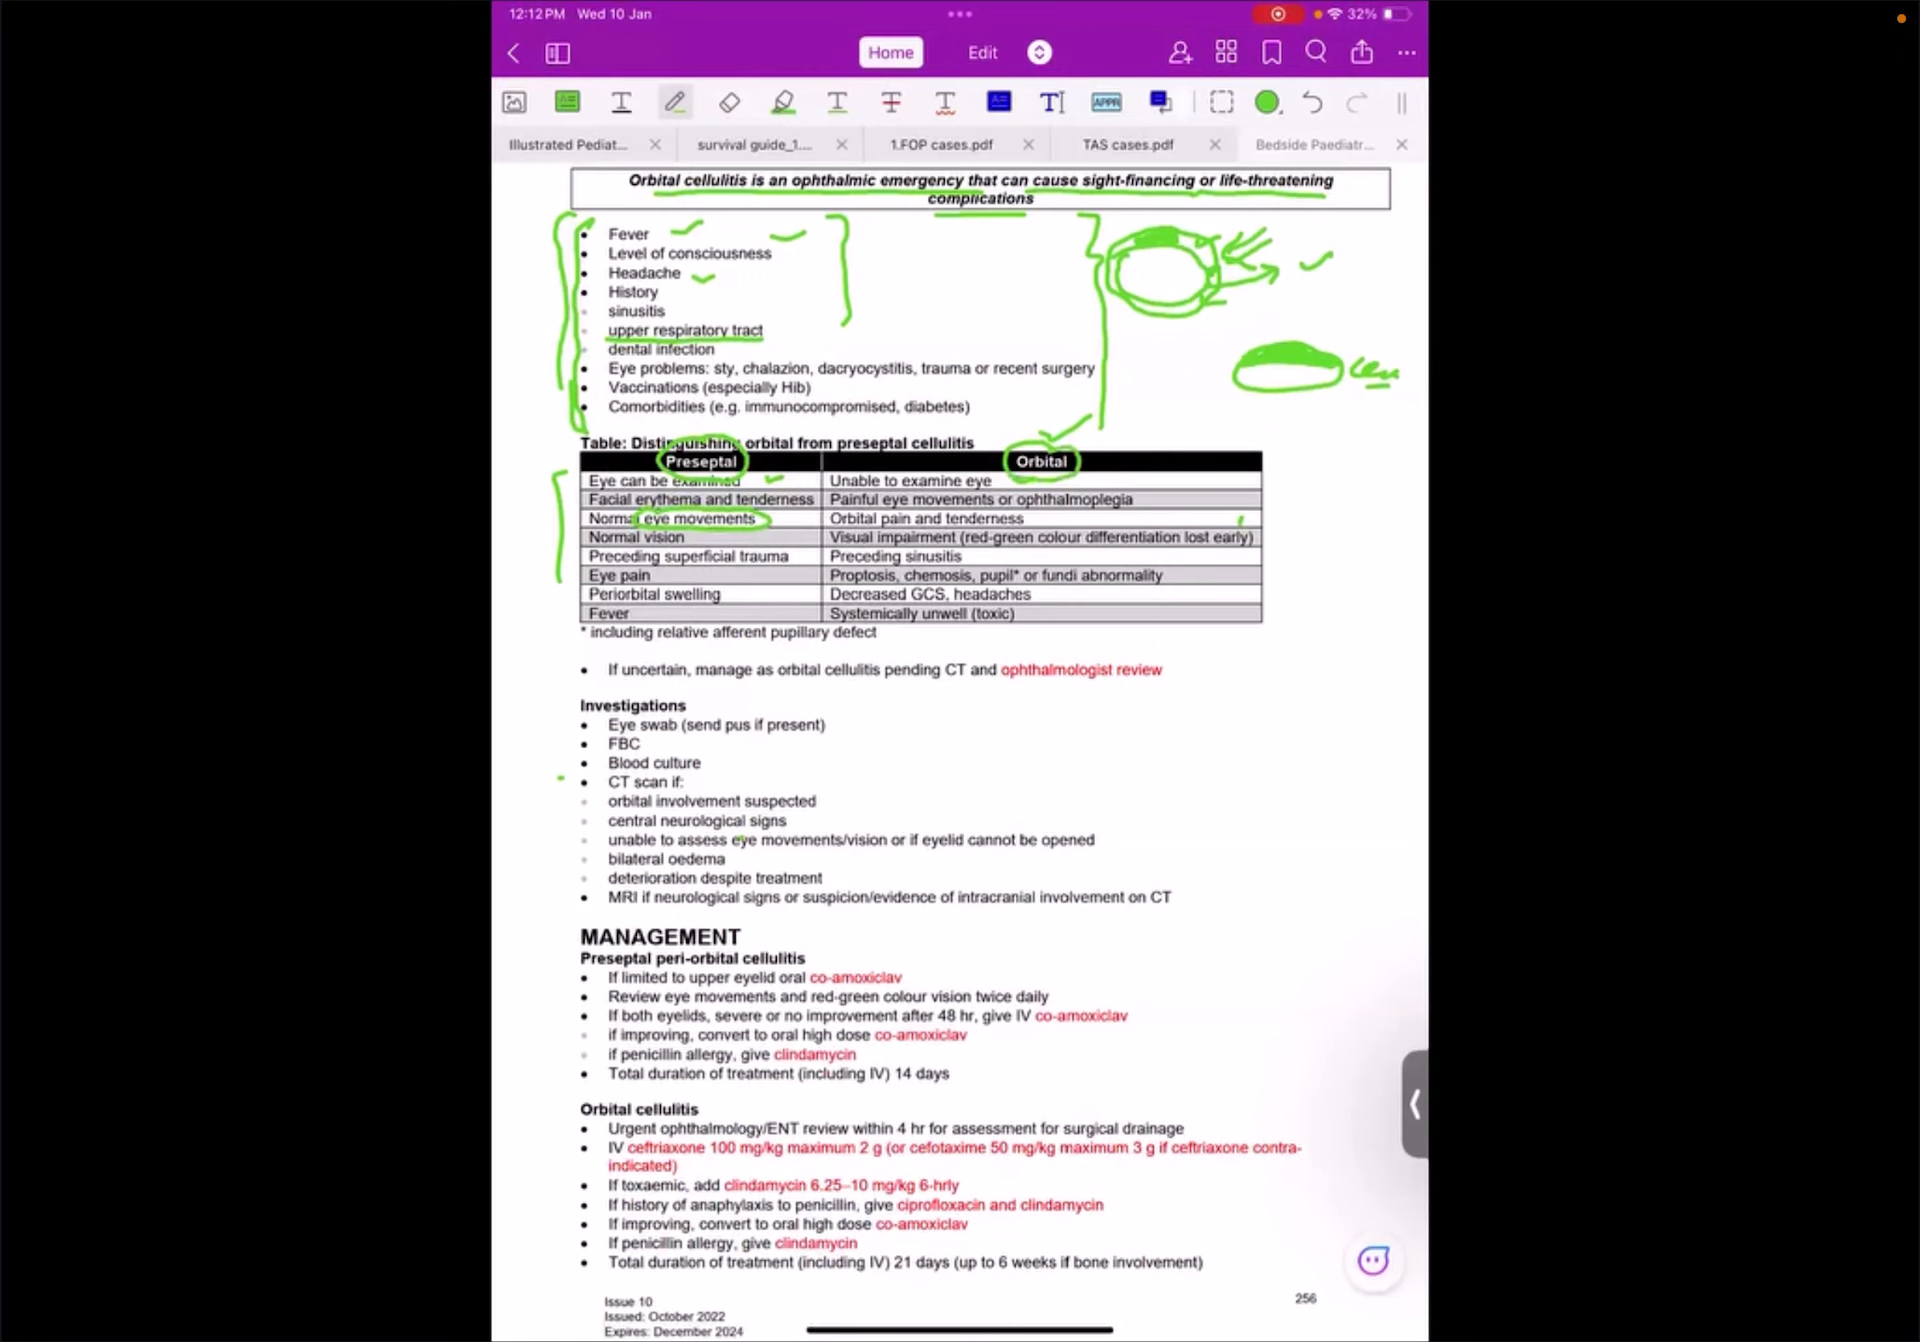 12:12 PM Wed 10 Jan
32%
Home Edit
APPR
Illustrated Pediat... survival guide_1.... 1.FOP cases.pdf TAS cases.pdf Bedside Paediatr...
Orbital cellulitis is an ophthalmic emergency that can cause sight-financing or life-threatening
complications
• Fever
• Level of consciousness
• Headache
• History
• sinusitis
• upper respiratory tract
• dental infection
• Eye problems: sty, chalazion, dacryocystitis, trauma or recent surgery
• Vaccinations (especially Hib)
• Comorbidities (e.g. immunocompromised, diabetes)
Table: Distinguishing orbital from preseptal cellulitis
Preseptal Orbital
Eye can be examined Unable to examine eye
Facial erythema and tenderness Painful eye movements or ophthalmoplegia
Normal eye movements Orbital pain and tenderness
Normal vision Visual impairment (red-green colour differentiation lost early)
Preceding superficial trauma Preceding sinusitis
Eye pain Proptosis, chemosis, pupil* or fundi abnormality
Periorbital swelling Decreased GCS, headaches
Fever Systemically unwell (toxic)
* including relative afferent pupillary defect
• If uncertain, manage as orbital cellulitis pending CT and ophthalmologist review
Investigations
• Eye swab (send pus if present)
• FBC
• Blood culture
• CT scan if:
• orbital involvement suspected
• central neurological signs
• unable to assess eye movements/vision or if eyelid cannot be opened
• bilateral oedema
• deterioration despite treatment
• MRI if neurological signs or suspicion/evidence of intracranial involvement on CT
MANAGEMENT
Preseptal peri-orbital cellulitis
• If limited to upper eyelid oral co-amoxiclav
• Review eye movements and red-green colour vision twice daily
• If both eyelids, severe or no improvement after 48 hr, give IV co-amoxiclav
• if improving, convert to oral high dose co-amoxiclav
• if penicillin allergy, give clindamycin
• Total duration of treatment (including IV) 14 days
Orbital cellulitis
• Urgent ophthalmology/ENT review within 4 hr for assessment for surgical drainage
• IV ceftriaxone 100 mg/kg maximum 2 g (or cefotaxime 50 mg/kg maximum 3 g if ceftriaxone contra-
indicated)
• If toxaemic, add clindamycin 6.25–10 mg/kg 6-hrly
• If history of anaphylaxis to penicillin, give ciprofloxacin and clindamycin
• If improving, convert to oral high dose co-amoxiclav
• If penicillin allergy, give clindamycin
• Total duration of treatment (including IV) 21 days (up to 6 weeks if bone involvement)
Issue 10
Issued: October 2022
Expires: December 2024
256